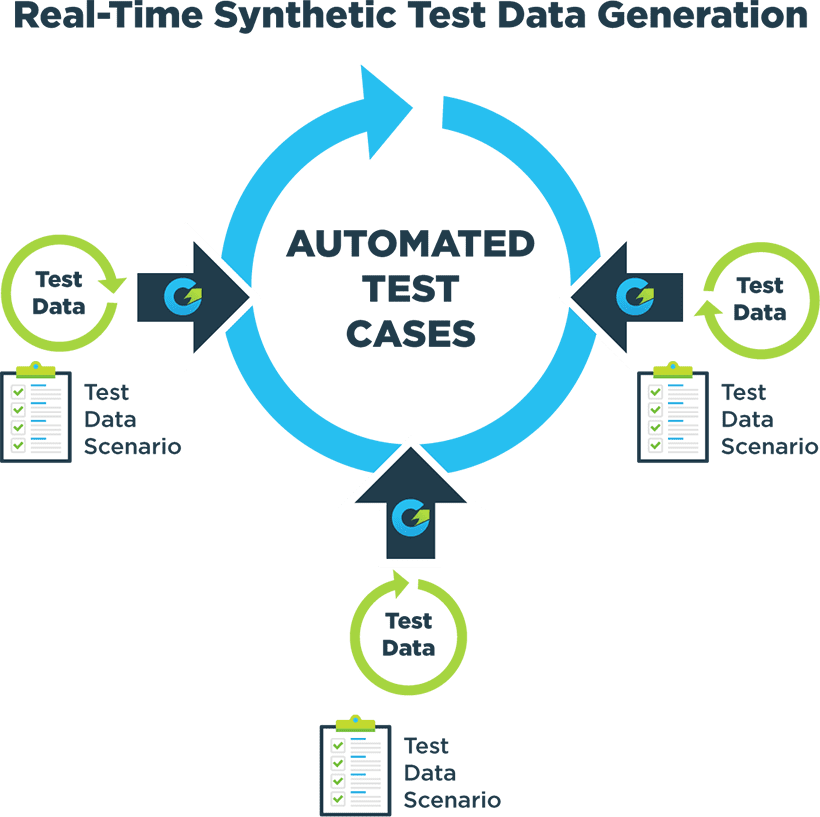 Real-Time Synthetic Test Data Generation
AUTOMATED
TEST
CASES
Test
Data
Test
Data
Scenario
Test
Data
Test
Data
Scenario
Test
Data
Test
Data
Scenario